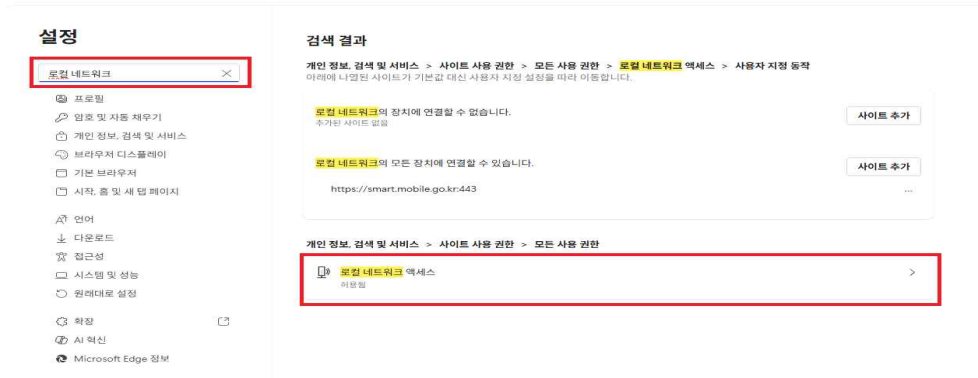 설정
로컬 네트워크
프로필
암호 및 자동 채우기
개인 정보, 검색 및 서비스
브라우저 디스플레이
기본 브라우저
시작, 홈 및 새 탭 페이지
언어
다운로드
접근성
시스템 및 성능
원래대로 설정
확장
AI 혁신
Microsoft Edge 정보
검색 결과
개인 정보, 검색 및 서비스 > 사이트 사용 권한 > 모든 사용 권한 > 로컬 네트워크 액세스 > 사용자 지정 동작
아래에 나열된 사이트가 기본값 대신 사용자 지정 설정을 따라 이동합니다.
로컬 네트워크의 장치에 연결할 수 없습니다.
추가된 사이트 없음
사이트 추가
로컬 네트워크의 모든 장치에 연결할 수 있습니다.
사이트 추가
https://smart.mobile.go.kr:443
개인 정보, 검색 및 서비스 > 사이트 사용 권한 > 모든 사용 권한
로컬 네트워크 액세스
허용됨